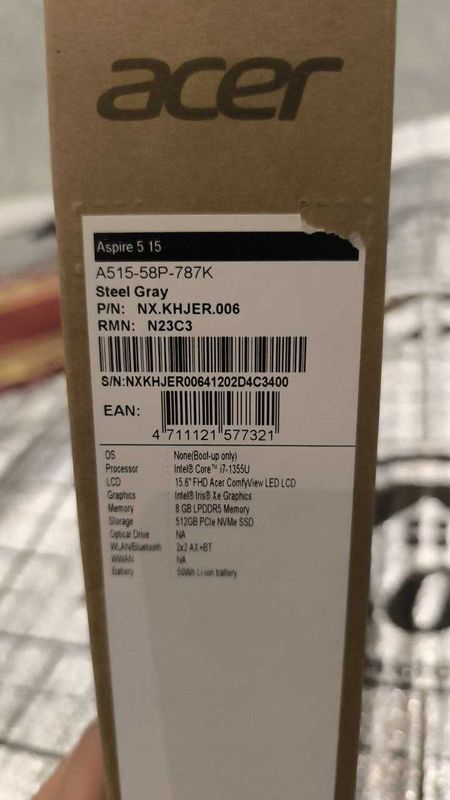 acer
Aspire 5 15
A515-58P-787K
Steel Gray
P/N: NX.KHJER.006
RMN: N23C3
S/N:NXKHJER00641202D4C3400
EAN:
4 711121 577321
OS : None(Boot-up only)
Processor : Intel® Core™ i7-1355U
LCD : 15.6" FHD Acer ComfyView LED LCD
Graphics : Intel® Iris® Xe Graphics
Memory : 8 GB LPDDR5 Memory
Storage : 512GB PCIe NVMe SSD
Optical Drive : NA
WLAN/Bluetooth : 2x2 AX+BT
WWAN : NA
Battery : 50Wh Li-ion battery